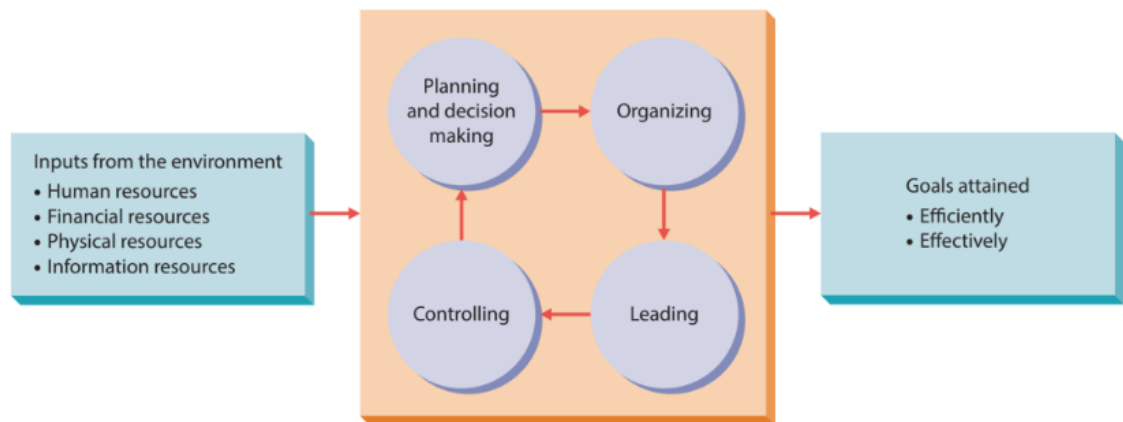 Inputs from the environment
• Human resources
• Financial resources
• Physical resources
• Information resources
Planning
and decision
making
Organizing
Controlling
Leading
Goals attained
• Efficiently
• Effectively